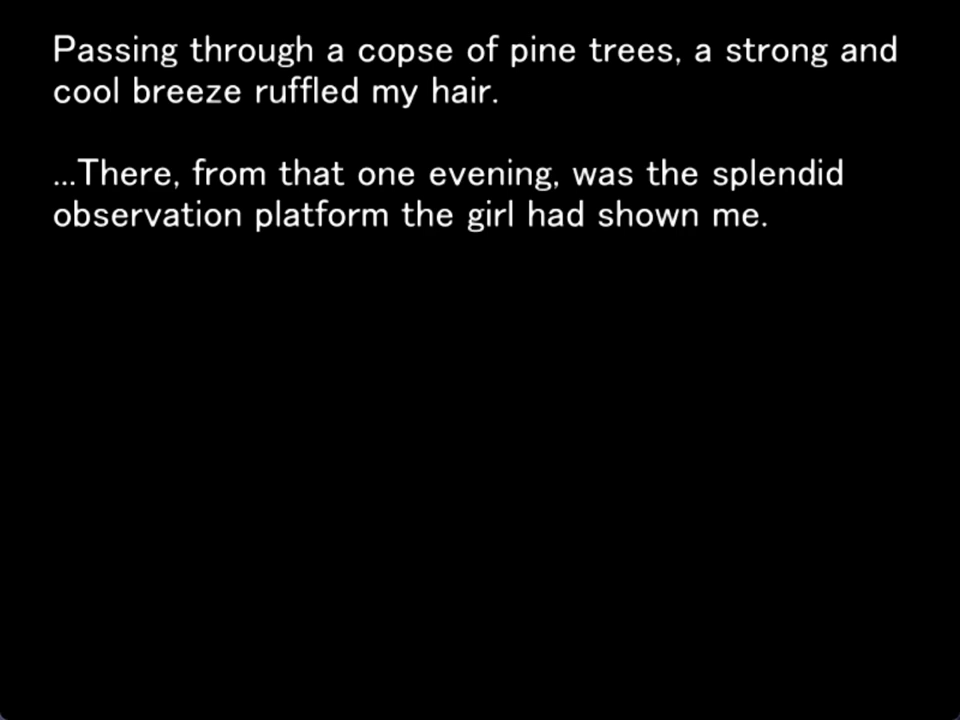 Passing through a copse of pine trees, a strong and
cool breeze ruffled my hair.
...There, from that one evening, was the splendid
observation platform the girl had shown me.